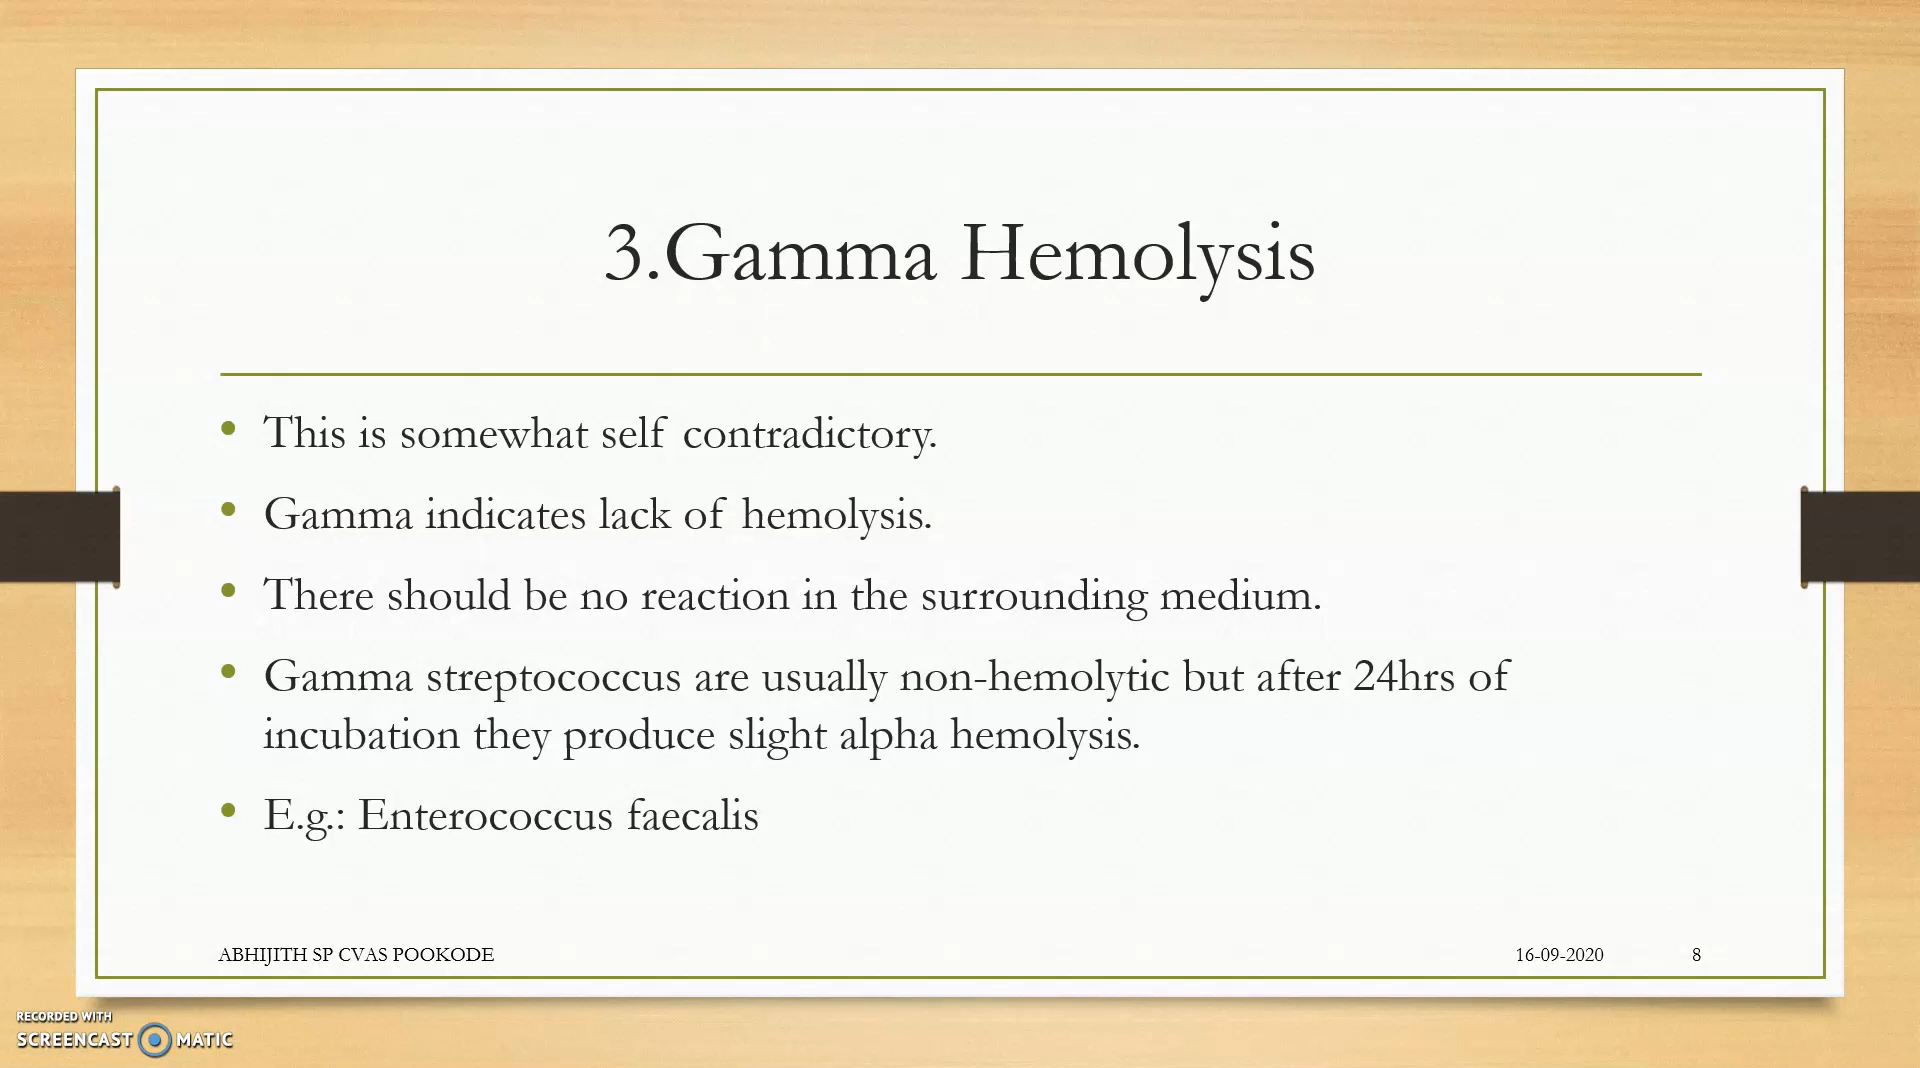 3.Gamma Hemolysis
• This is somewhat self contradictory.
• Gamma indicates lack of hemolysis.
• There should be no reaction in the surrounding medium.
• Gamma streptococcus are usually non-hemolytic but after 24hrs of
incubation they produce slight alpha hemolysis.
• E.g.: Enterococcus faecalis
ABHIJITH SP CVAS POOKODE
16-09-2020
8
RECORDED WITH
SCREENCAST MATIC